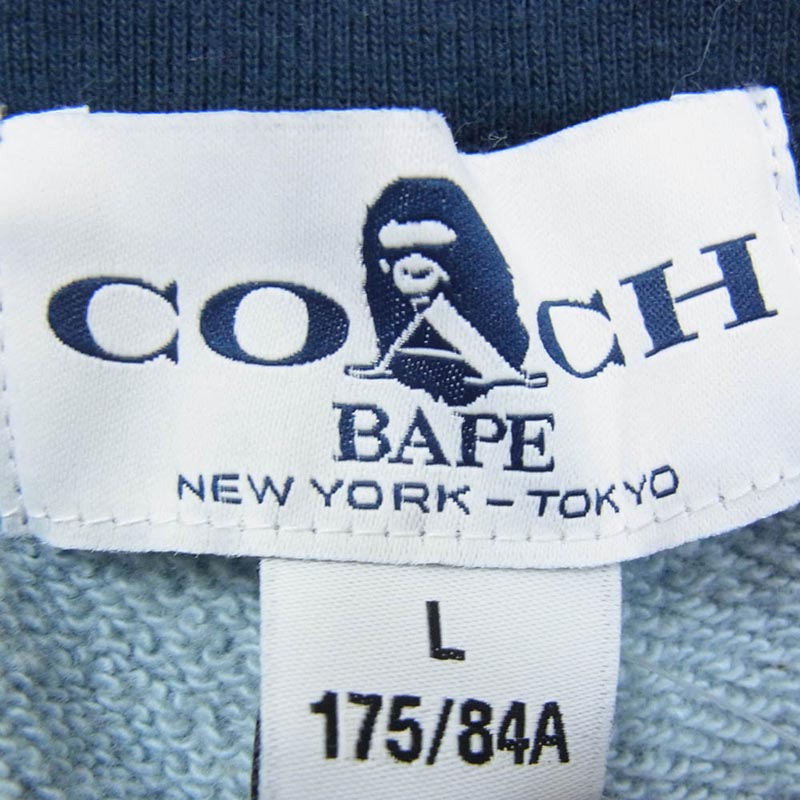 COACH
BAPE
NEW YORK - TOKYO
L
175/84A